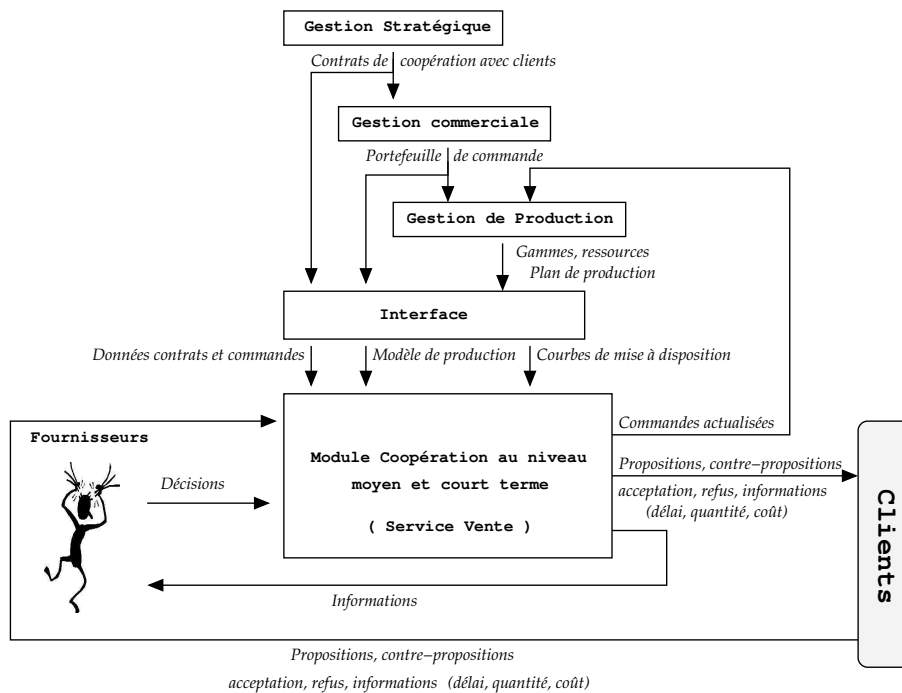 Gestion Stratégique
Contrats de coopération avec clients
Gestion commerciale
Portefeuille de commande
Gestion de Production
Gammes, ressources
Plan de production
Interface
Données contrats et commandes
Modèle de production
Courbes de mise à disposition
Fournisseurs
Décisions
Module Coopération au niveau
moyen et court terme
( Service Vente )
Commandes actualisées
Propositions, contre−propositions
acceptation, refus, informations
(délai, quantité, coût)
Clients
Informations
Propositions, contre−propositions
acceptation, refus, informations (délai, quantité, coût)